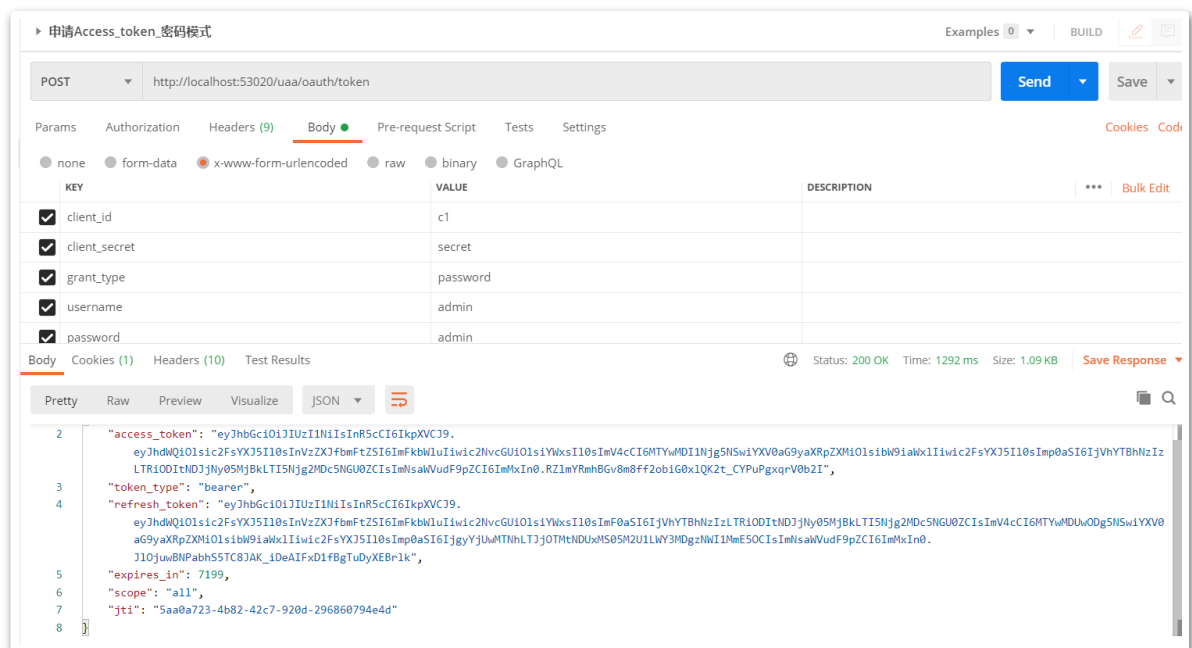 申请Access_token_密码模式 Examples 0 BUILD
POST http://localhost:53020/uaa/oauth/token Send Save
Params Authorization Headers (9) Body Pre-request Script Tests Settings Cookies Code
none form-data x-www-form-urlencoded raw binary GraphQL
KEY VALUE DESCRIPTION ••• Bulk Edit
client_id c1
client_secret secret
grant_type password
username admin
password admin
Body Cookies (1) Headers (10) Test Results Status: 200 OK Time: 1292 ms Size: 1.09 KB Save Response
Pretty Raw Preview Visualize JSON
2 "access_token": "eyJhbGciOiJIUzI1NiIsInR5cCI6IkpXVCJ9.
eyJhdWQiOlsic2FsYXJ5Il0sInVzZXJfbmFtZSI6ImFkbWluIiwic2NvcGUiOlsiYWxsIl0sImV4cCI6MTYwMDI1Njg5NSwiYXV0aG9yaXRpZXMiOlsibW9iaWxlIiwic2FsYXJ5Il0sImp0aSI6IjVhYTBhNzIz
LTRiODItNDJjNy05MjBkLTI5Njg2MDc5NGU0ZCIsImNsaWVudF9pZCI6ImMxIn0.RZlmYRmhBGv8m8ff2obiG0xlQK2t_CYPuPgxqrV0b2I",
3 "token_type": "bearer",
4 "refresh_token": "eyJhbGciOiJIUzI1NiIsInR5cCI6IkpXVCJ9.
eyJhdWQiOlsic2FsYXJ5Il0sInVzZXJfbmFtZSI6ImFkbWluIiwic2NvcGUiOlsiYWxsIl0sImF0aSI6IjVhYTBhNzIzLTRiODItNDJjNy05MjBkLTI5Njg2MDc5NGU0ZCIsImV4cCI6MTYwMDUwODg5NSwiYXV0
aG9yaXRpZXMiOlsibW9iaWxlIiwic2FsYXJ5Il0sImp0aSI6IjgyYjUwMTNhLTJjOTMtNDUxMS05M2U1LWY3MDgzNWI1MmE5OCIsImNsaWVudF9pZCI6ImMxIn0.
JlOjuwBNPabhS5TC8JAK_iDeAIFxD1fBgTuDyXEBrlk",
5 "expires_in": 7199,
6 "scope": "all",
7 "jti": "5aa0a723-4b82-42c7-920d-296860794e4d"
8 }